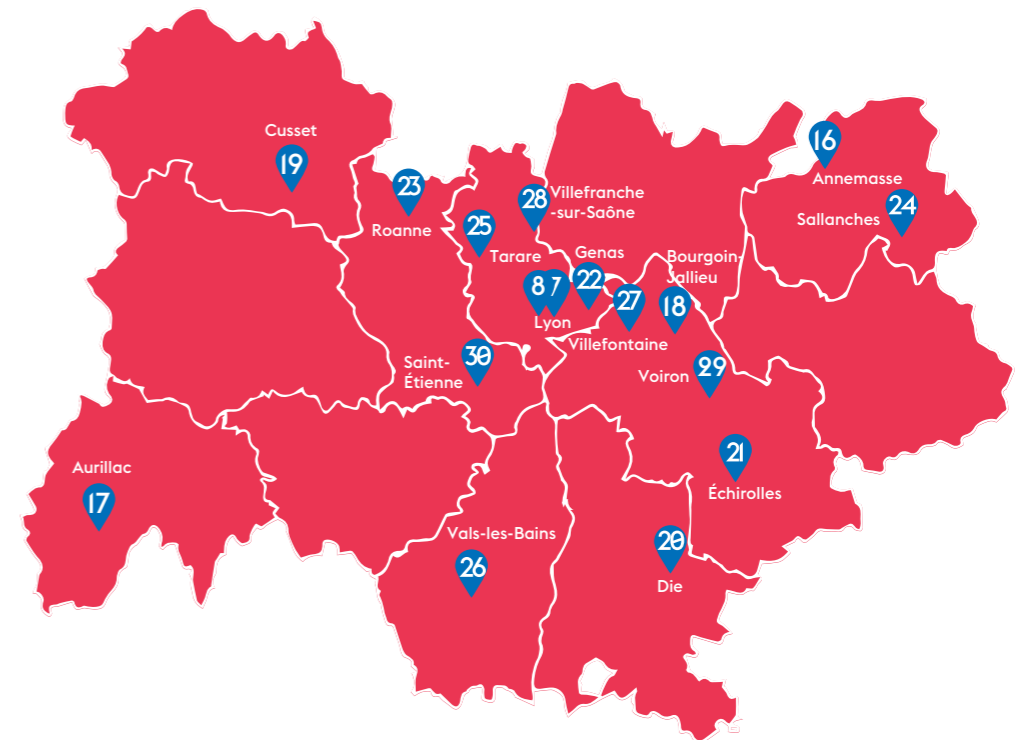 Cusset
19
23
Roanne
16
Annemasse
24
Sallanches
28
Villefranche
-sur-Saône
25
Tarare
Genas
22
Bourgoin-
Jallieu
18
8
7
Lyon
27
Villefontaine
30
Saint-
Étienne
29
Voiron
21
Échirolles
Aurillac
17
Vals-les-Bains
26
20
Die